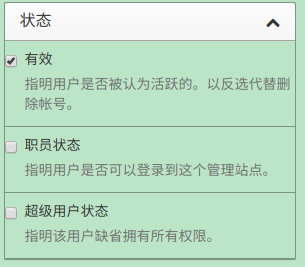 状态
有效
指明用户是否被认为活跃的。以反选代替删
除帐号。
职员状态
指明用户是否可以登录到这个管理站点。
超级用户状态
指明该用户缺省拥有所有权限。